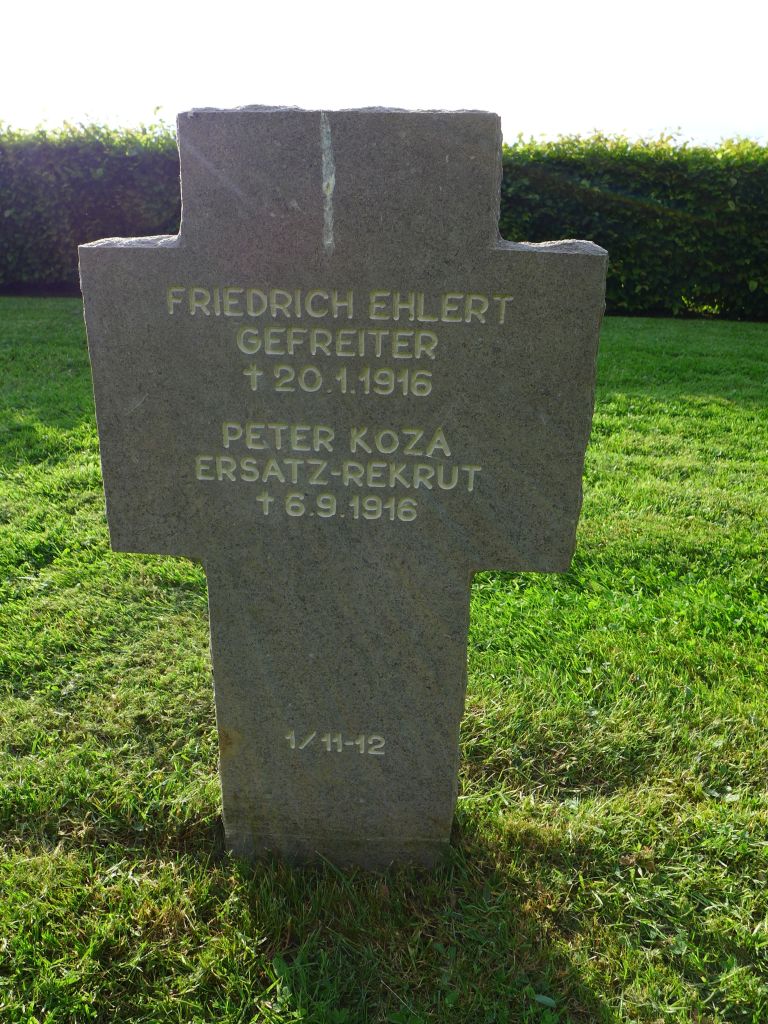 FRIEDRICH EHLERT
GEFREITER
† 20.1.1916
PETER KOZA
ERSATZ-REKRUT
† 6.9.1916
1/11-12